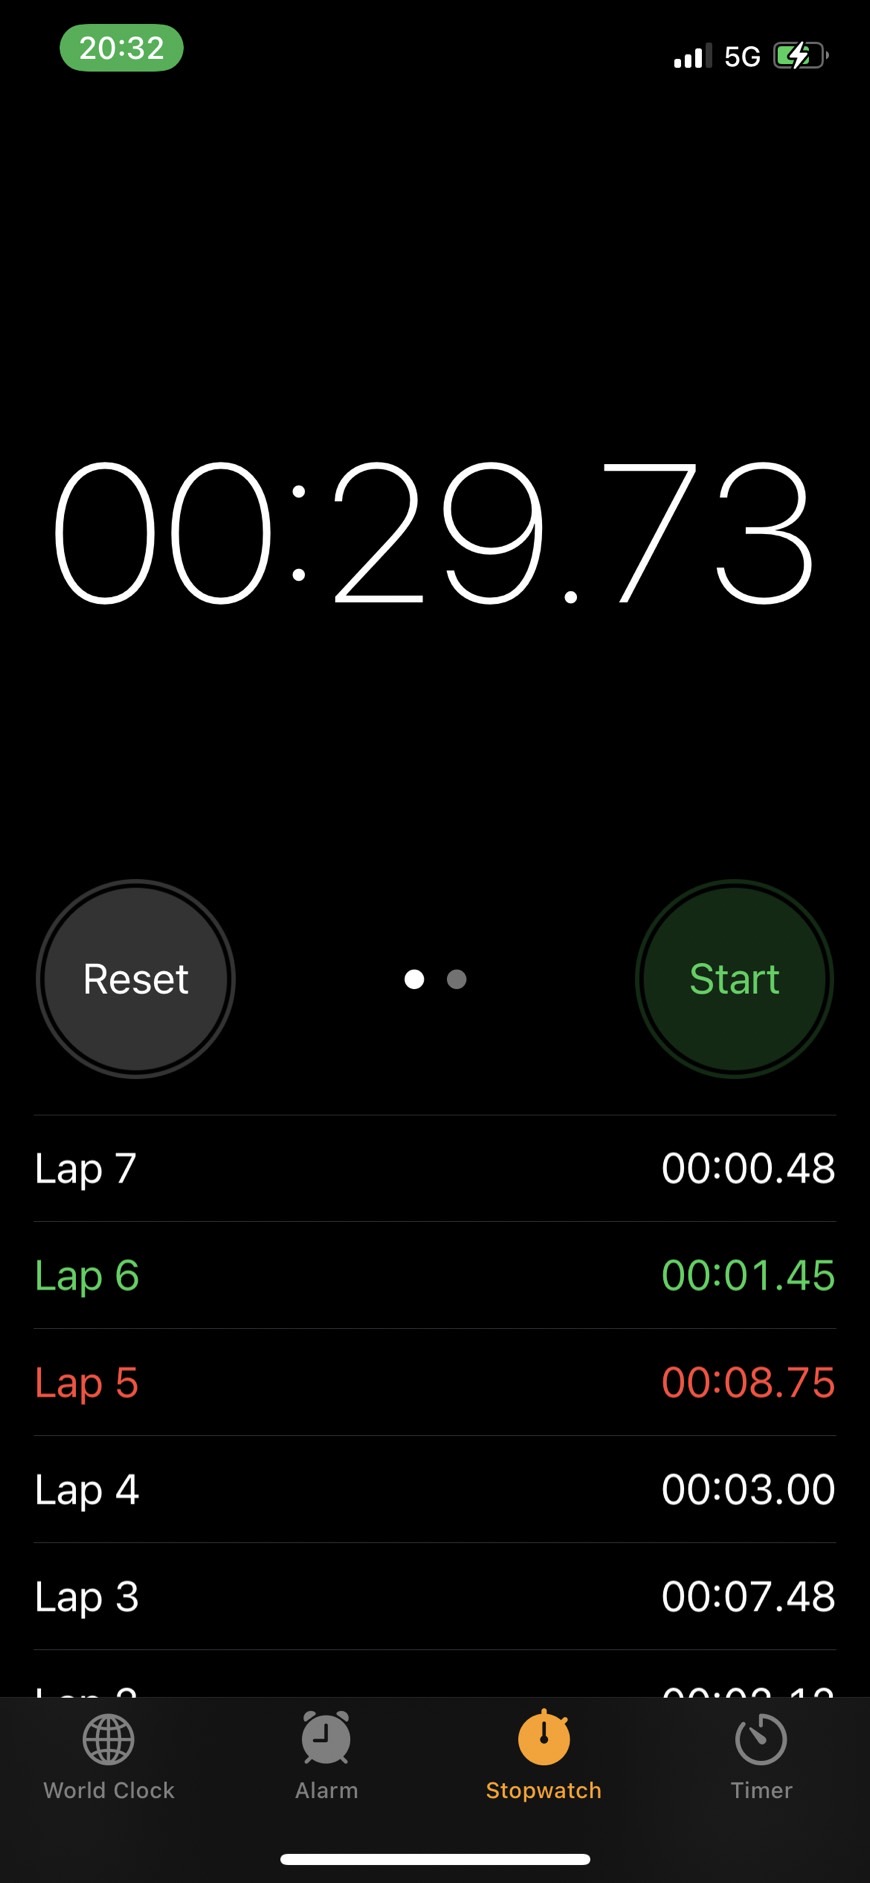 20:32
5G
00:29.73
Reset
Start
Lap 7 00:00.48
Lap 6 00:01.45
Lap 5 00:08.75
Lap 4 00:03.00
Lap 3 00:07.48
World Clock
Alarm
Stopwatch
Timer